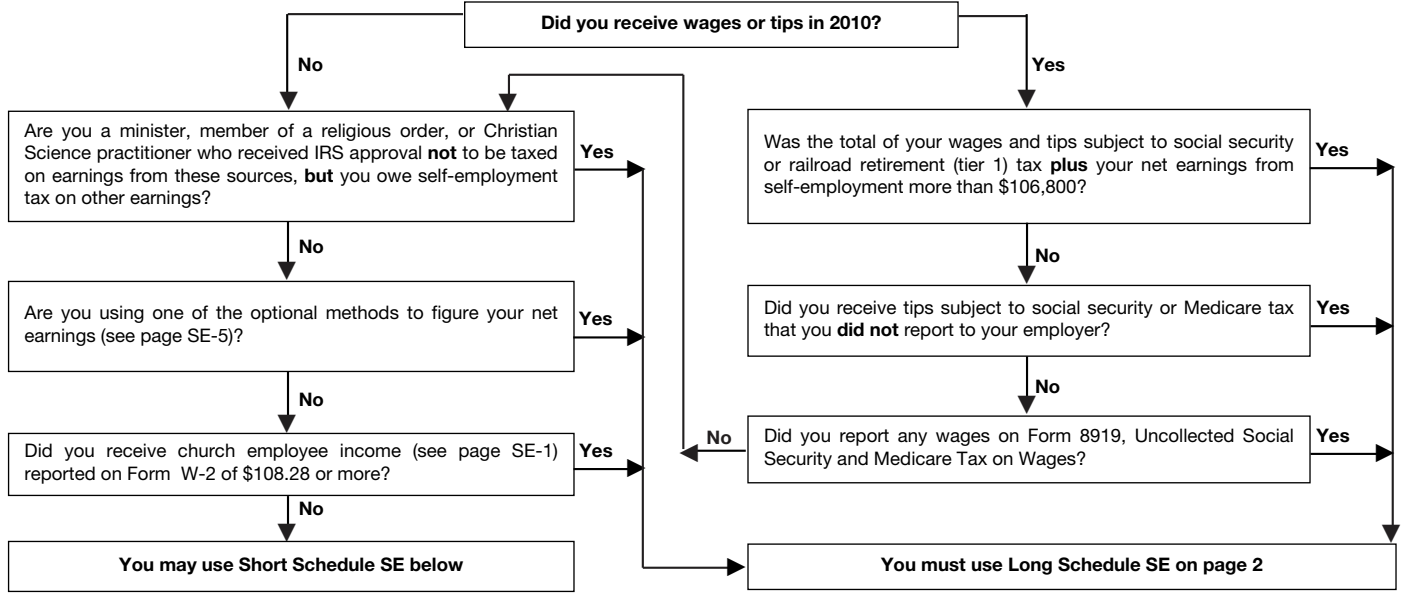 Did you receive wages or tips in 2010?
No
Yes
Are you a minister, member of a religious order, or Christian
Science practitioner who received IRS approval not to be taxed
on earnings from these sources, but you owe self-employment
tax on other earnings?
Yes
Was the total of your wages and tips subject to social security
or railroad retirement (tier 1) tax plus your net earnings from
self-employment more than $106,800?
Yes
No
No
Are you using one of the optional methods to figure your net
earnings (see page SE-5)?
Yes
Did you receive tips subject to social security or Medicare tax
that you did not report to your employer?
Yes
No
No
Did you receive church employee income (see page SE-1)
reported on Form W-2 of $108.28 or more?
Yes
No
Did you report any wages on Form 8919, Uncollected Social
Security and Medicare Tax on Wages?
Yes
No
You may use Short Schedule SE below
You must use Long Schedule SE on page 2